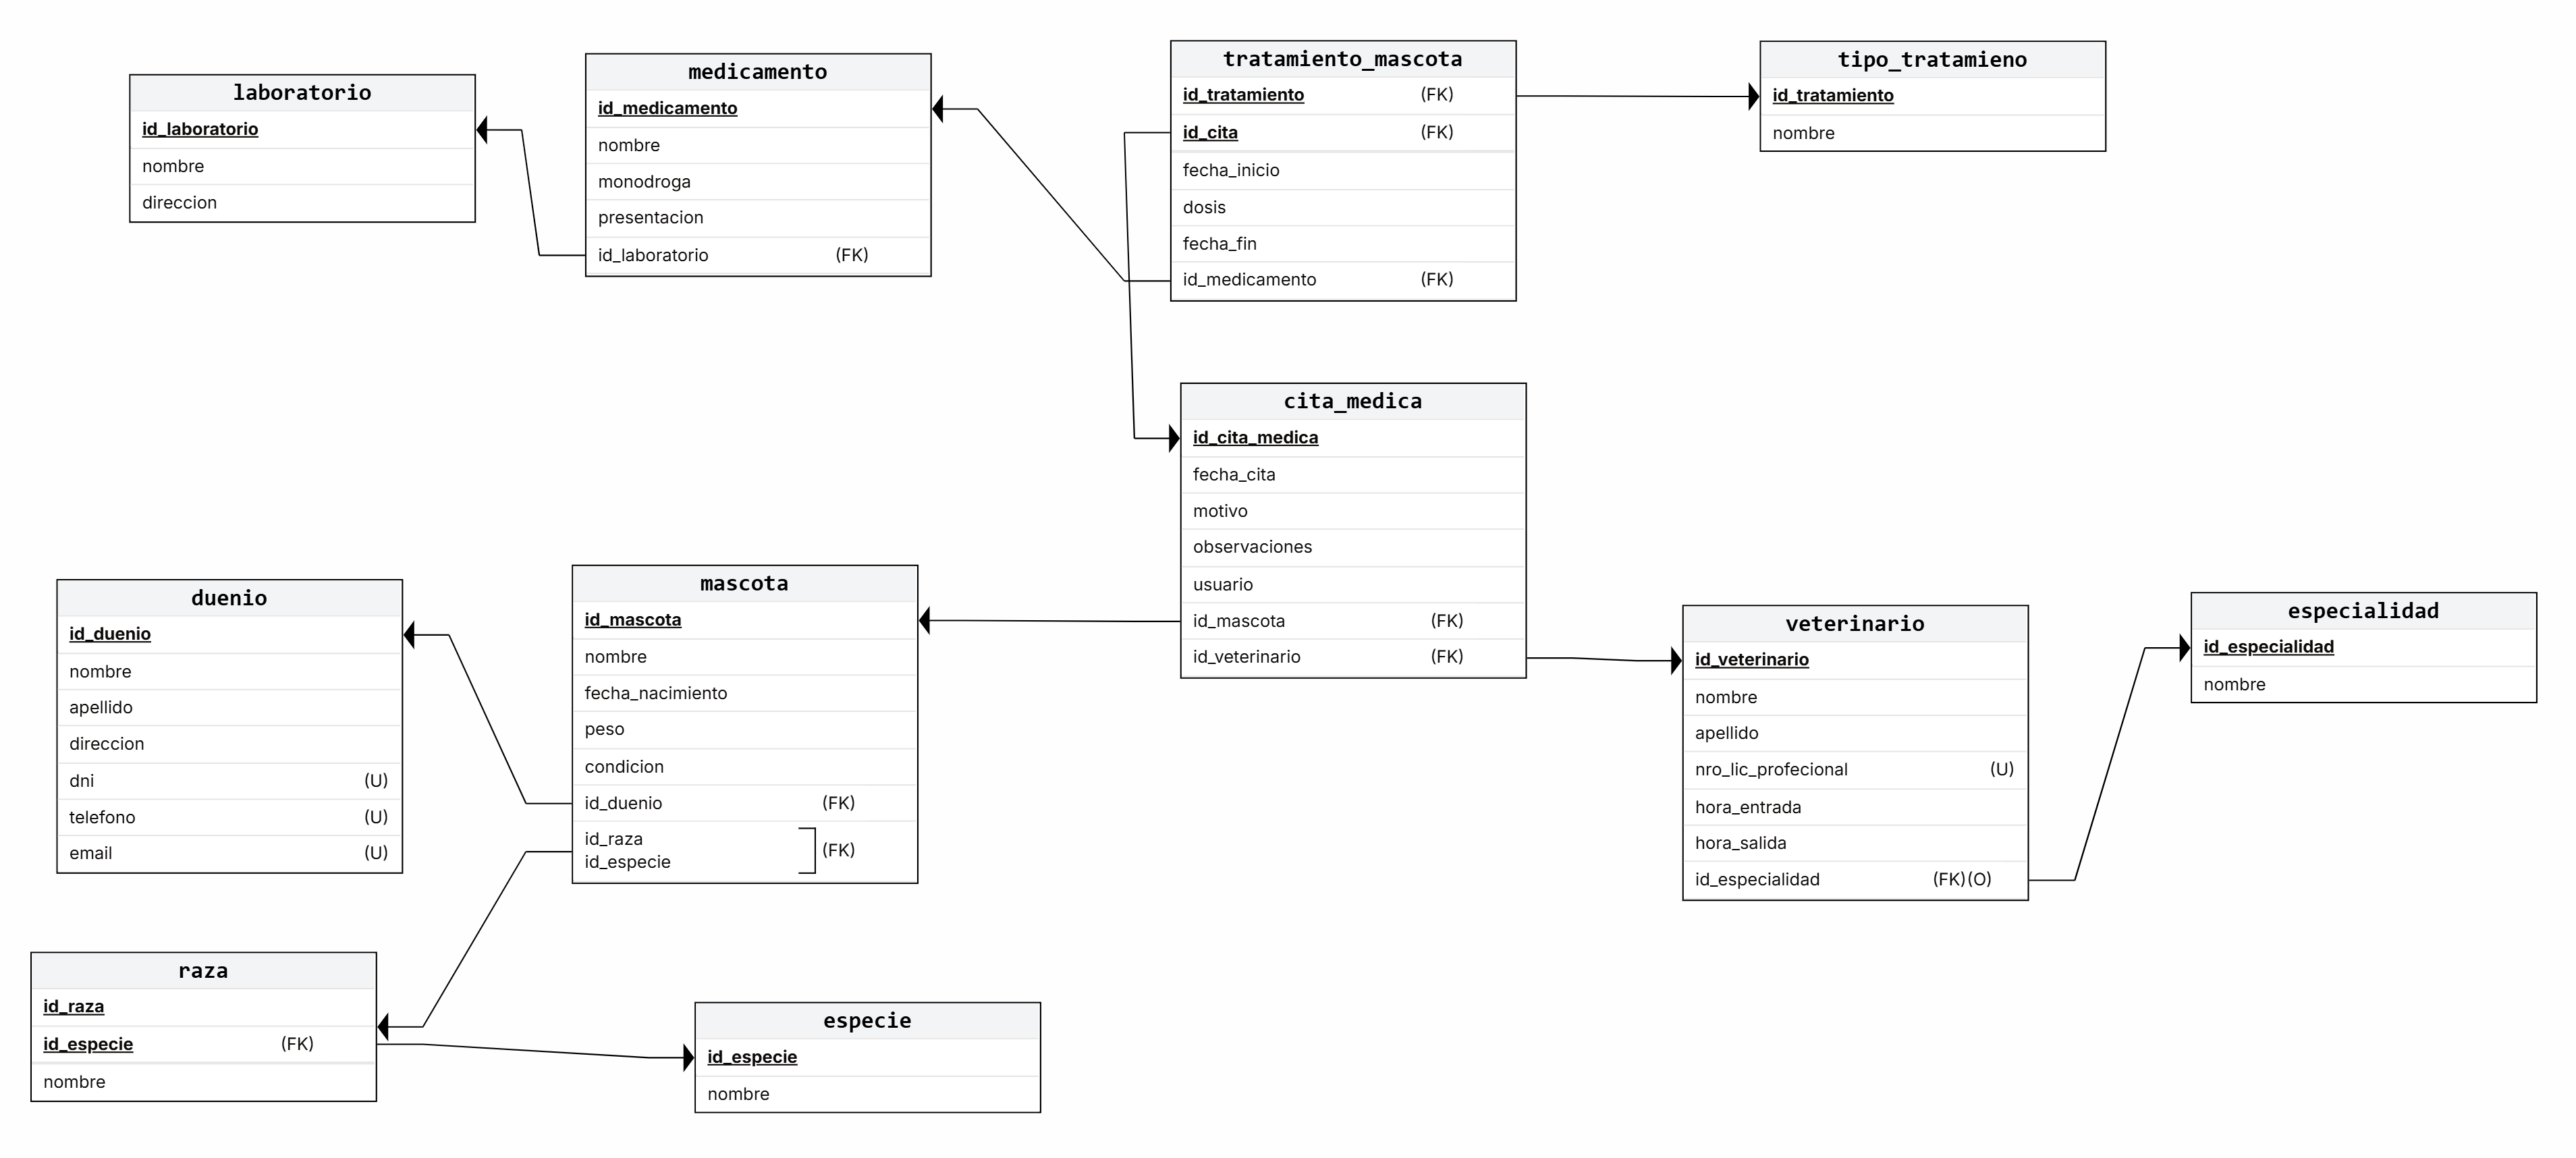 laboratorio
id_laboratorio
nombre
direccion
medicamento
id_medicamento
nombre
monodroga
presentacion
id_laboratorio (FK)
tratamiento_mascota
id_tratamiento (FK)
id_cita (FK)
fecha_inicio
dosis
fecha_fin
id_medicamento (FK)
tipo_tratamieno
id_tratamiento
nombre
cita_medica
id_cita_medica
fecha_cita
motivo
observaciones
usuario
id_mascota (FK)
id_veterinario (FK)
duenio
id_duenio
nombre
apellido
direccion
dni (U)
telefono (U)
email (U)
mascota
id_mascota
nombre
fecha_nacimiento
peso
condicion
id_duenio (FK)
id_raza
id_especie (FK)
veterinario
id_veterinario
nombre
apellido
nro_lic_profecional (U)
hora_entrada
hora_salida
id_especialidad (FK)(O)
especialidad
id_especialidad
nombre
raza
id_raza
id_especie (FK)
nombre
especie
id_especie
nombre